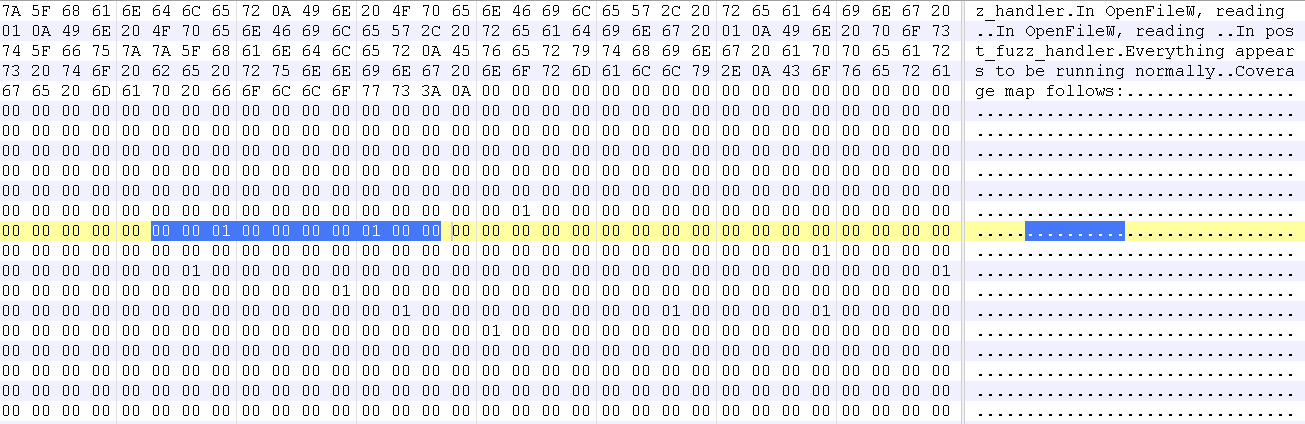 7A 5F 68 61 6E 64 6C 65 72 0A 49 6E 20 4F 70 65 6E 46 69 6C 65 57 2C 20 72 65 61 64 69 6E 67 20 z_handler.In OpenFileW, reading
01 0A 49 6E 20 4F 70 65 6E 46 69 6C 65 57 2C 20 72 65 61 64 69 6E 67 20 01 0A 49 6E 20 70 6F 73 ..In OpenFileW, reading ..In pos
74 5F 66 75 7A 7A 5F 68 61 6E 64 6C 65 72 0A 45 76 65 72 79 74 68 69 6E 67 20 61 70 70 65 61 72 t_fuzz_handler.Everything appear
73 20 74 6F 20 62 65 20 72 75 6E 6E 69 6E 67 20 6E 6F 72 6D 61 6C 6C 79 2E 0A 43 6F 76 65 72 61 s to be running normally..Covera
67 65 20 6D 61 70 20 66 6F 6C 6C 6F 77 73 3A 0A 00 00 00 00 00 00 00 00 00 00 00 00 00 00 00 00 ge map follows:.................
00 00 00 00 00 00 00 00 00 00 00 00 00 00 00 00 00 00 00 00 00 00 00 00 00 00 00 00 00 00 00 00 ................................
00 00 00 00 00 00 00 00 00 00 00 00 00 00 00 00 00 00 00 00 00 00 00 00 00 00 00 00 00 00 00 00 ................................
00 00 00 00 00 00 00 00 00 00 00 00 00 00 00 00 00 00 00 00 00 00 00 00 00 00 00 00 00 00 00 00 ................................
00 00 00 00 00 00 00 00 00 00 00 00 00 00 00 00 00 00 00 00 00 00 00 00 00 00 00 00 00 00 00 00 ................................
00 00 00 00 00 00 00 00 00 00 00 00 00 00 00 00 00 00 00 00 00 00 00 00 00 00 00 00 00 00 00 00 ................................
00 00 00 00 00 00 00 00 00 00 00 00 00 00 00 00 00 01 00 00 00 00 00 00 00 00 00 00 00 00 00 00 ................................
00 00 00 00 00 00 00 01 00 00 00 00 01 00 00 00 00 00 00 00 00 00 00 00 00 00 00 00 00 00 00 00 ................................
00 00 00 00 00 00 00 00 00 00 00 00 00 00 00 00 00 00 00 00 00 00 00 00 00 00 00 01 00 00 00 00 ................................
00 00 00 00 00 00 01 00 00 00 00 00 00 00 00 00 00 00 00 00 00 00 00 00 00 00 00 00 00 00 00 01 ................................
00 00 00 00 00 00 00 00 00 00 00 01 00 00 00 00 00 00 00 00 00 00 00 00 00 00 00 00 00 00 00 00 ................................
00 00 00 00 00 00 00 00 00 00 00 00 00 01 00 00 00 00 00 00 00 00 01 00 00 00 00 01 00 00 00 00 ................................
00 00 00 00 00 00 00 00 00 00 00 00 00 00 00 00 01 00 00 00 00 00 00 00 00 00 00 00 00 00 00 00 ................................
00 00 00 00 00 00 00 00 00 00 00 00 00 00 00 00 00 00 00 00 00 00 00 00 00 00 00 00 00 00 00 00 ................................
00 00 00 00 00 00 00 00 00 00 00 00 00 00 00 00 00 00 00 00 00 00 00 00 00 00 00 00 00 00 00 00 ................................
00 00 00 00 00 00 00 00 00 00 00 00 00 00 00 00 00 00 00 00 00 00 00 00 00 00 00 00 00 00 00 00 ................................
00 00 00 00 00 00 00 00 00 00 00 00 00 00 00 00 00 00 00 00 00 00 00 00 00 00 00 00 00 00 00 00 ................................